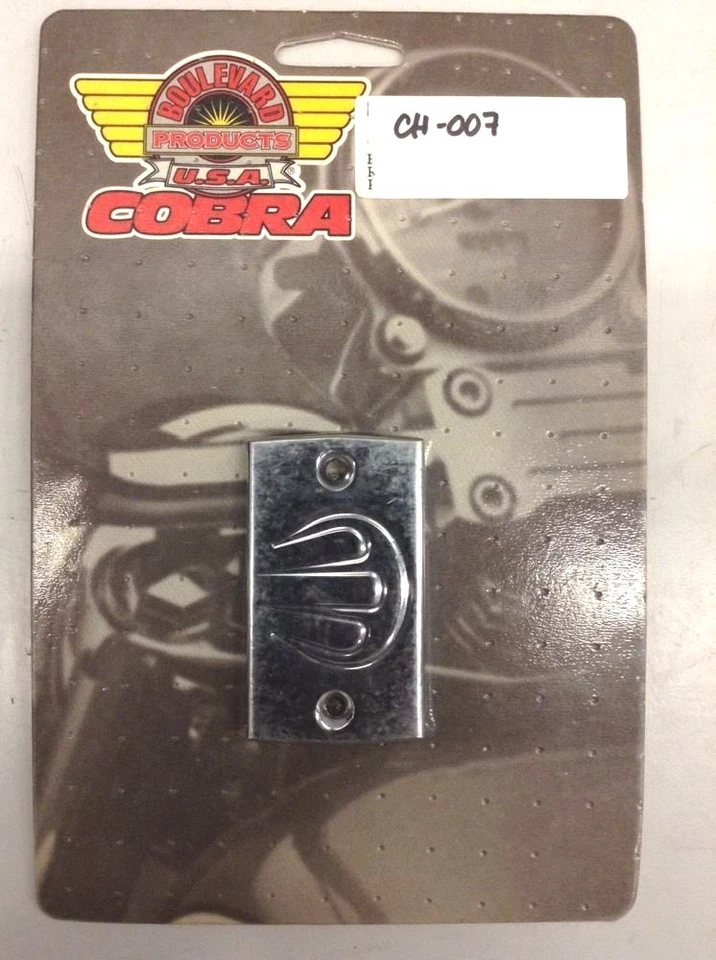 BOULEVARD
PRODUCTS
U.S.A.
®
COBRA
CH-007